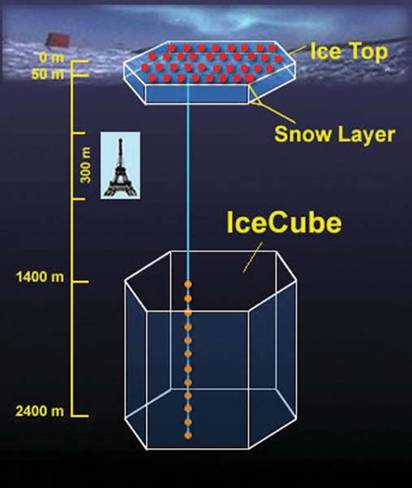 Ice Top
0 m
50 m
Snow Layer
300 m
IceCube
1400 m
2400 m